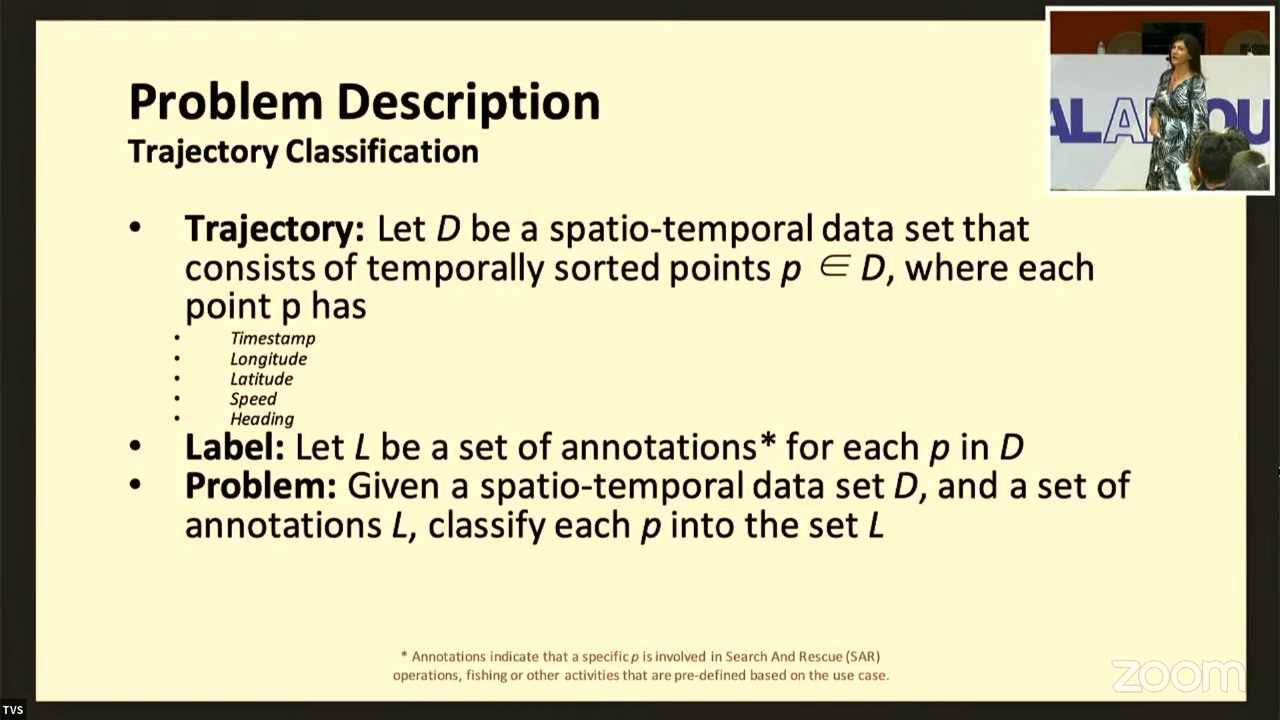 Problem Description
Trajectory Classification
• Trajectory: Let D be a spatio-temporal data set that
consists of temporally sorted points p ∈ D, where each
point p has
• Timestamp
• Longitude
• Latitude
• Speed
• Heading
• Label: Let L be a set of annotations* for each p in D
• Problem: Given a spatio-temporal data set D, and a set of
annotations L, classify each p into the set L
* Annotations indicate that a specific p is involved in Search And Rescue (SAR)
operations, fishing or other activities that are pre-defined based on the use case.
zoom
TVS